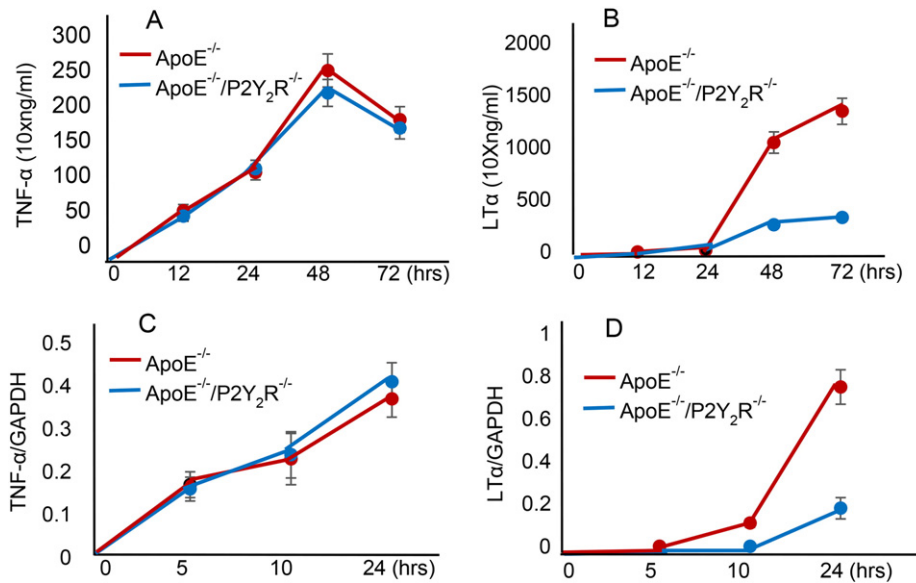 A
TNF-α (10xng/ml)
300
250
200
150
100
50
0
ApoE-/-
ApoE-/-/P2Y2R-/-
0 12 24 48 72 (hrs)
B
LTα (10Xng/ml)
2000
1500
1000
500
0
ApoE-/-
ApoE-/-/P2Y2R-/-
0 12 24 48 72 (hrs)
C
TNF-α/GAPDH
0.5
0.4
0.3
0.2
0.1
0
ApoE-/-
ApoE-/-/P2Y2R-/-
0 5 10 24 (hrs)
D
LTα/GAPDH
1
0.8
0.6
0.4
0.2
0
ApoE-/-
ApoE-/-/P2Y2R-/-
0 5 10 24 (hrs)